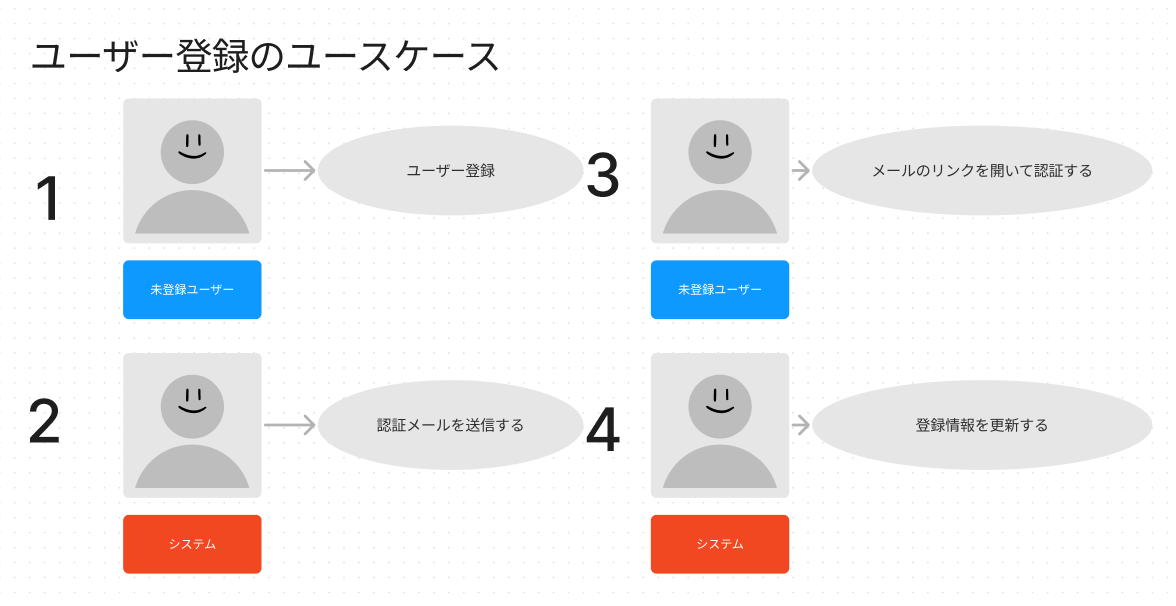 ユーザー登録のユースケース
1
ユーザー登録
未登録ユーザー
2
認証メールを送信する
システム
3
メールのリンクを開いて認証する
未登録ユーザー
4
登録情報を更新する
システム